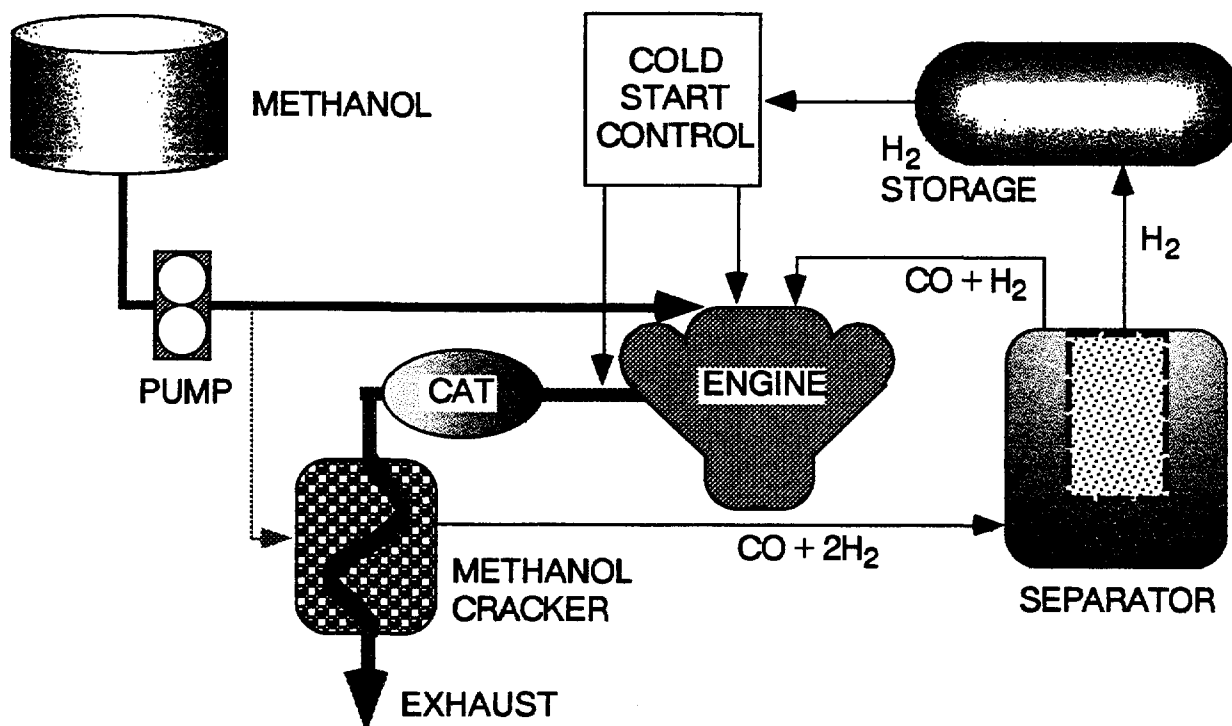 METHANOL
COLD
START
CONTROL
H₂
STORAGE
H₂
CO + H₂
PUMP
CAT
ENGINE
CO + 2H₂
METHANOL
CRACKER
SEPARATOR
EXHAUST